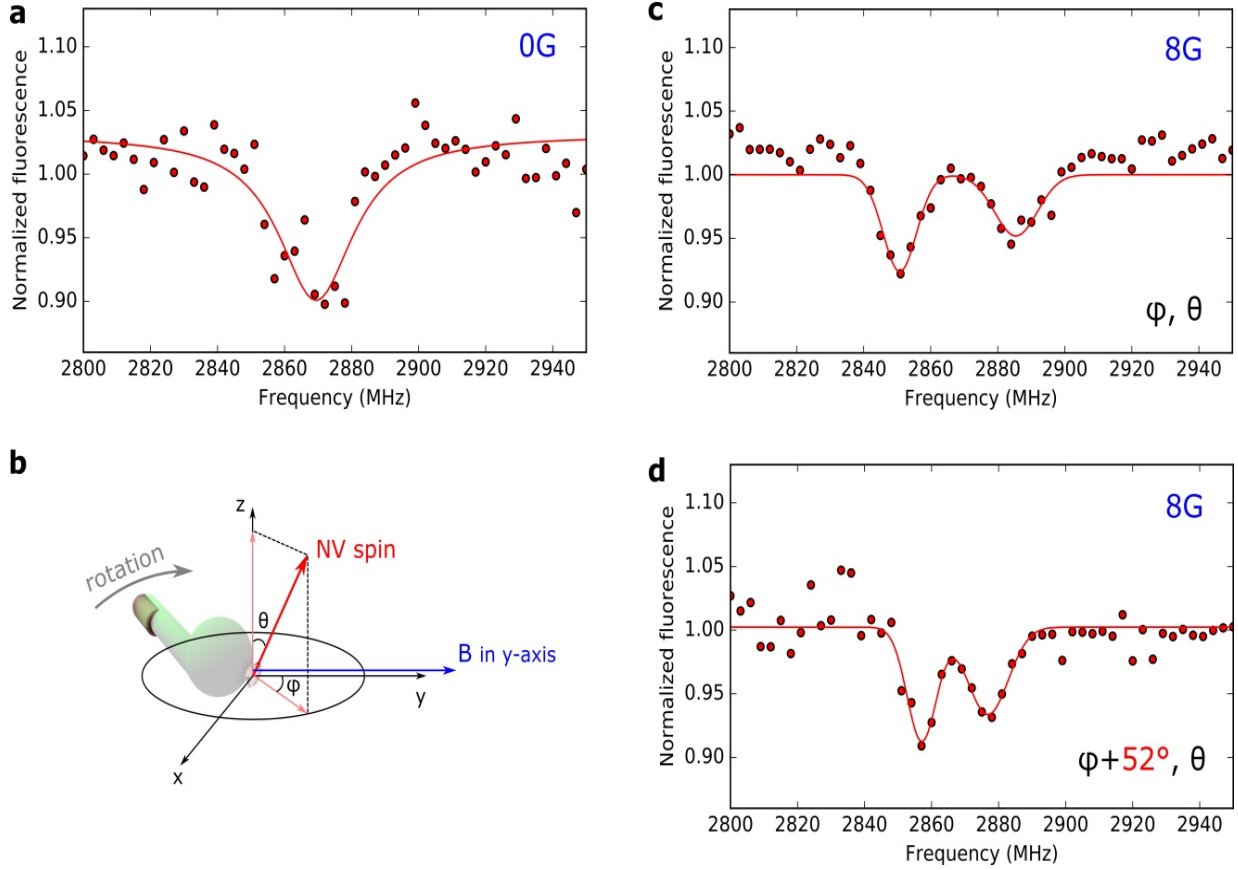 a
0G
1.10
1.05
1.00
0.95
0.90
Normalized fluorescence
2800 2820 2840 2860 2880 2900 2920 2940
Frequency (MHz)
b
z
NV spin
rotation
θ
B in y-axis
φ
y
x
c
8G
1.10
1.05
1.00
0.95
0.90
Normalized fluorescence
φ, θ
2800 2820 2840 2860 2880 2900 2920 2940
Frequency (MHz)
d
8G
1.10
1.05
1.00
0.95
0.90
Normalized fluorescence
φ+52°, θ
2800 2820 2840 2860 2880 2900 2920 2940
Frequency (MHz)